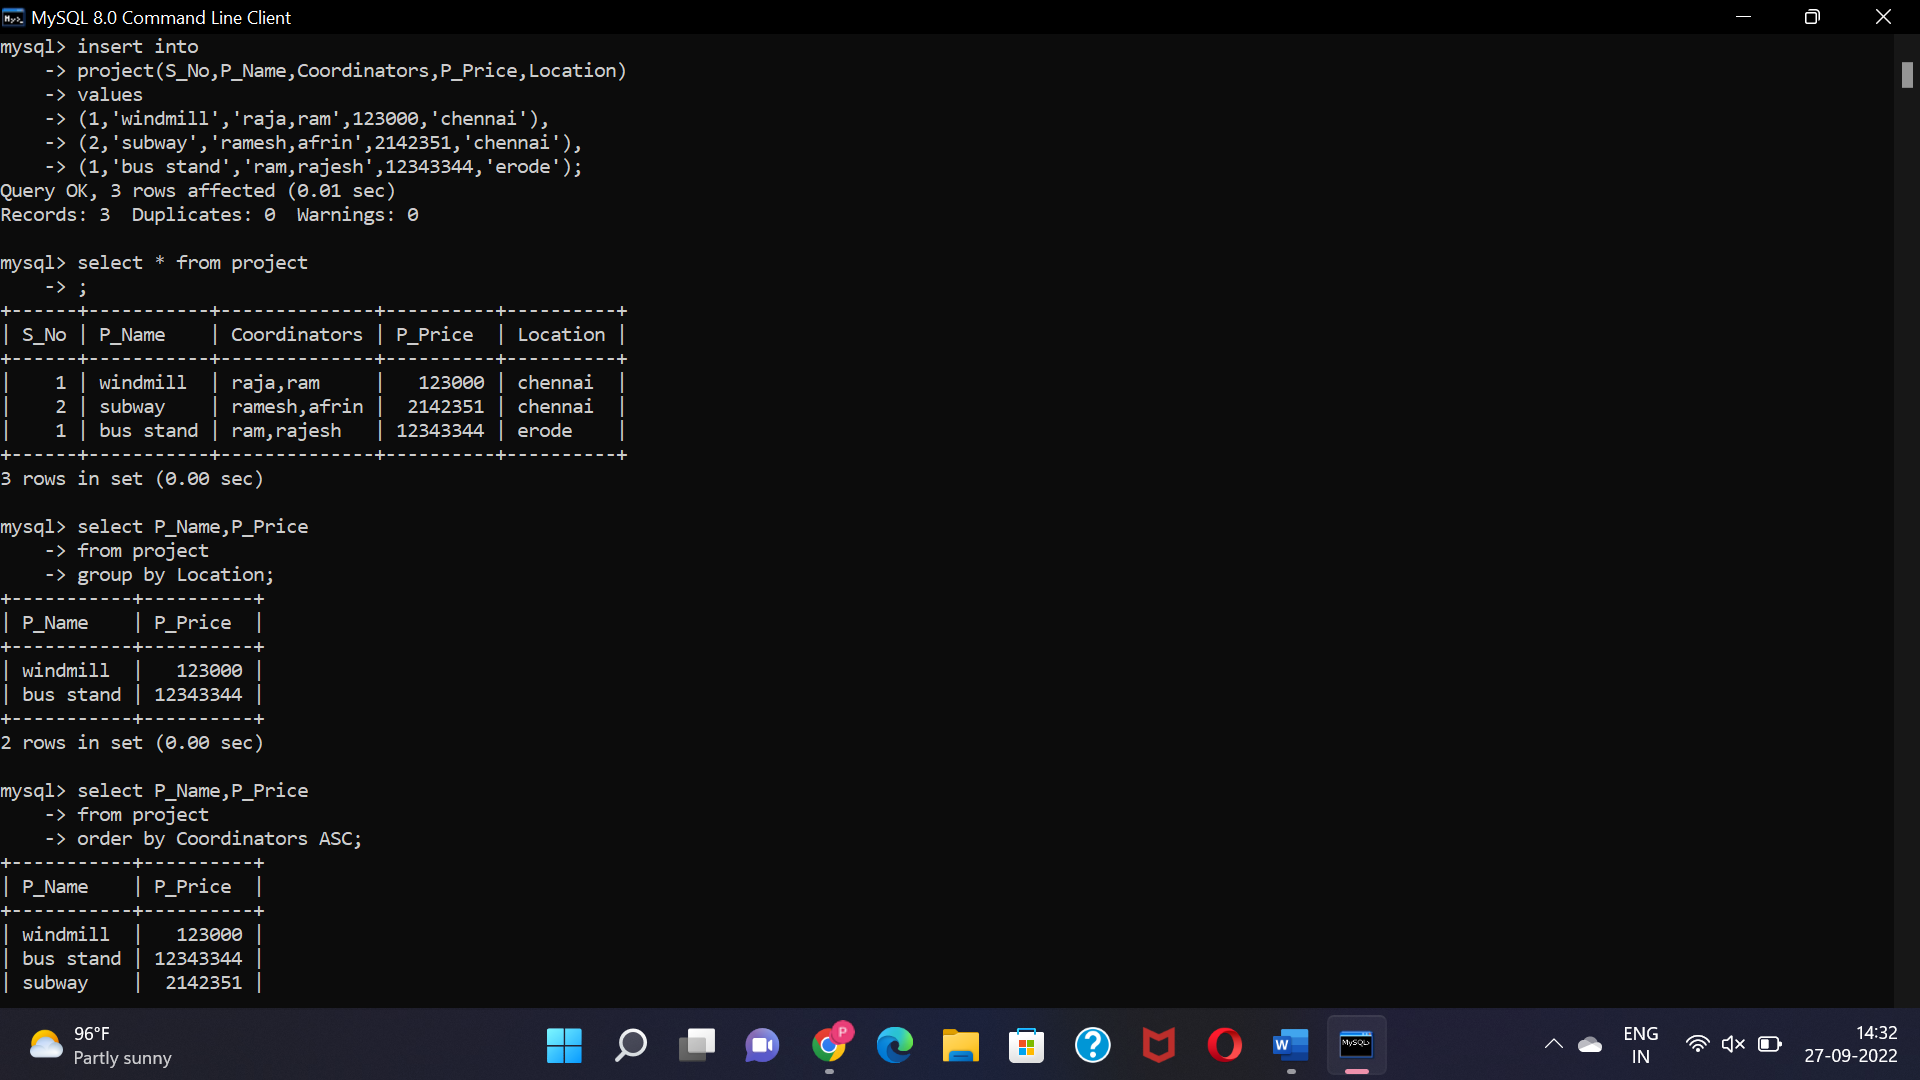 MySQL 8.0 Command Line Client
mysql> insert into
    -> project(S_No,P_Name,Coordinators,P_Price,Location)
    -> values
    -> (1,'windmill','raja,ram',123000,'chennai'),
    -> (2,'subway','ramesh,afrin',2142351,'chennai'),
    -> (1,'bus stand','ram,rajesh',12343344,'erode');
Query OK, 3 rows affected (0.01 sec)
Records: 3  Duplicates: 0  Warnings: 0
mysql> select * from project
    -> ;
+------+-----------+--------------+----------+----------+
| S_No | P_Name    | Coordinators | P_Price  | Location |
+------+-----------+--------------+----------+----------+
|    1 | windmill  | raja,ram     |   123000 | chennai  |
|    2 | subway    | ramesh,afrin |  2142351 | chennai  |
|    1 | bus stand | ram,rajesh   | 12343344 | erode    |
+------+-----------+--------------+----------+----------+
3 rows in set (0.00 sec)
mysql> select P_Name,P_Price
    -> from project
    -> group by Location;
+-----------+----------+
| P_Name    | P_Price  |
+-----------+----------+
| windmill  |   123000 |
| bus stand | 12343344 |
+-----------+----------+
2 rows in set (0.00 sec)
mysql> select P_Name,P_Price
    -> from project
    -> order by Coordinators ASC;
+-----------+----------+
| P_Name    | P_Price  |
+-----------+----------+
| windmill  |   123000 |
| bus stand | 12343344 |
| subway    |  2142351 |
96°F
Partly sunny
P
W
MySQL>
ENG
IN
14:32
27-09-2022